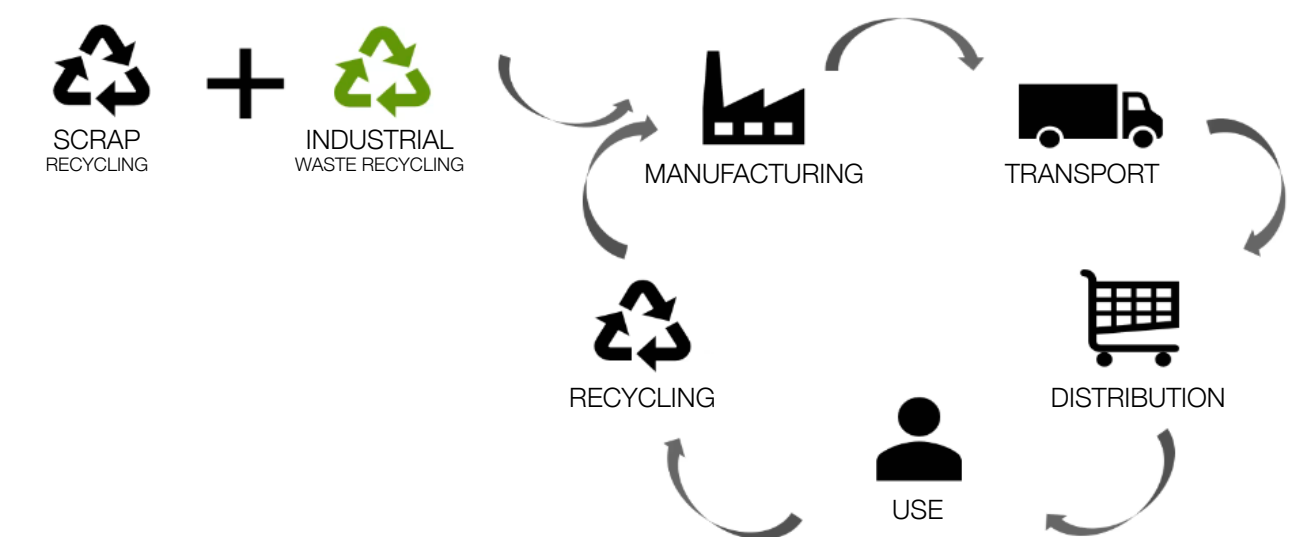 SCRAP
RECYCLING
INDUSTRIAL
WASTE RECYCLING
MANUFACTURING
TRANSPORT
RECYCLING
DISTRIBUTION
USE